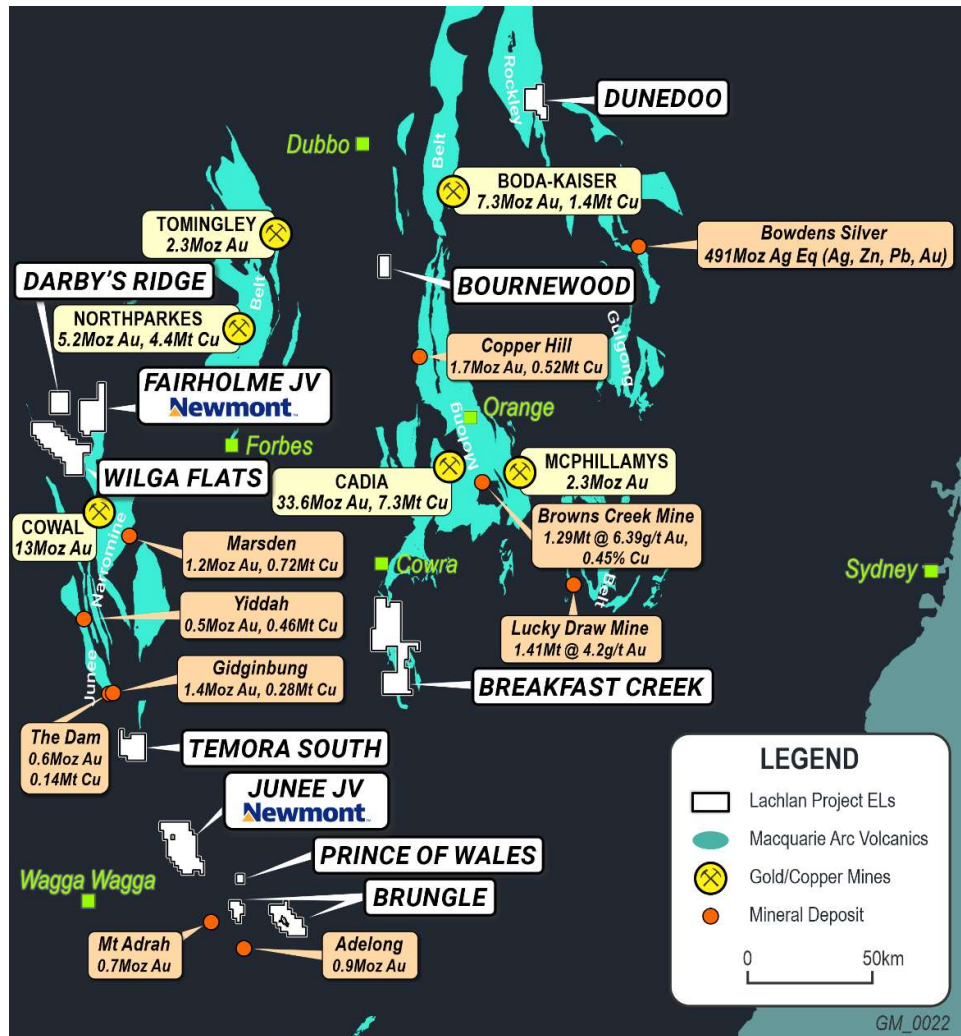 Rockley
DUNEDOO
Dubbo
Belt
BODA-KAISER
7.3Moz Au, 1.4Mt Cu
TOMINGLEY
2.3Moz Au
Bowdens Silver
491Moz Ag Eq (Ag, Zn, Pb, Au)
DARBY'S RIDGE
Belt
BOURNEWOOD
NORTHPARKES
5.2Moz Au, 4.4Mt Cu
Gulgong
Copper Hill
1.7Moz Au, 0.52Mt Cu
FAIRHOLME JV
Newmont™
Orange
Molong
Forbes
WILGA FLATS
CADIA
33.6Moz Au, 7.3Mt Cu
MCPHILLAMYS
2.3Moz Au
COWAL
13Moz Au
Narromine
Browns Creek Mine
1.29Mt @ 6.39g/t Au,
0.45% Cu
Marsden
1.2Moz Au, 0.72Mt Cu
Cowra
Sydney
Belt
Yiddah
0.5Moz Au, 0.46Mt Cu
Lucky Draw Mine
1.41Mt @ 4.2g/t Au
Junee
Gidginbung
1.4Moz Au, 0.28Mt Cu
BREAKFAST CREEK
The Dam
0.6Moz Au
0.14Mt Cu
TEMORA SOUTH
JUNEE JV
Newmont™
PRINCE OF WALES
Wagga Wagga
BRUNGLE
Mt Adrah
0.7Moz Au
Adelong
0.9Moz Au
LEGEND
Lachlan Project ELs
Macquarie Arc Volcanics
Gold/Copper Mines
Mineral Deposit
0 50km
GM_0022